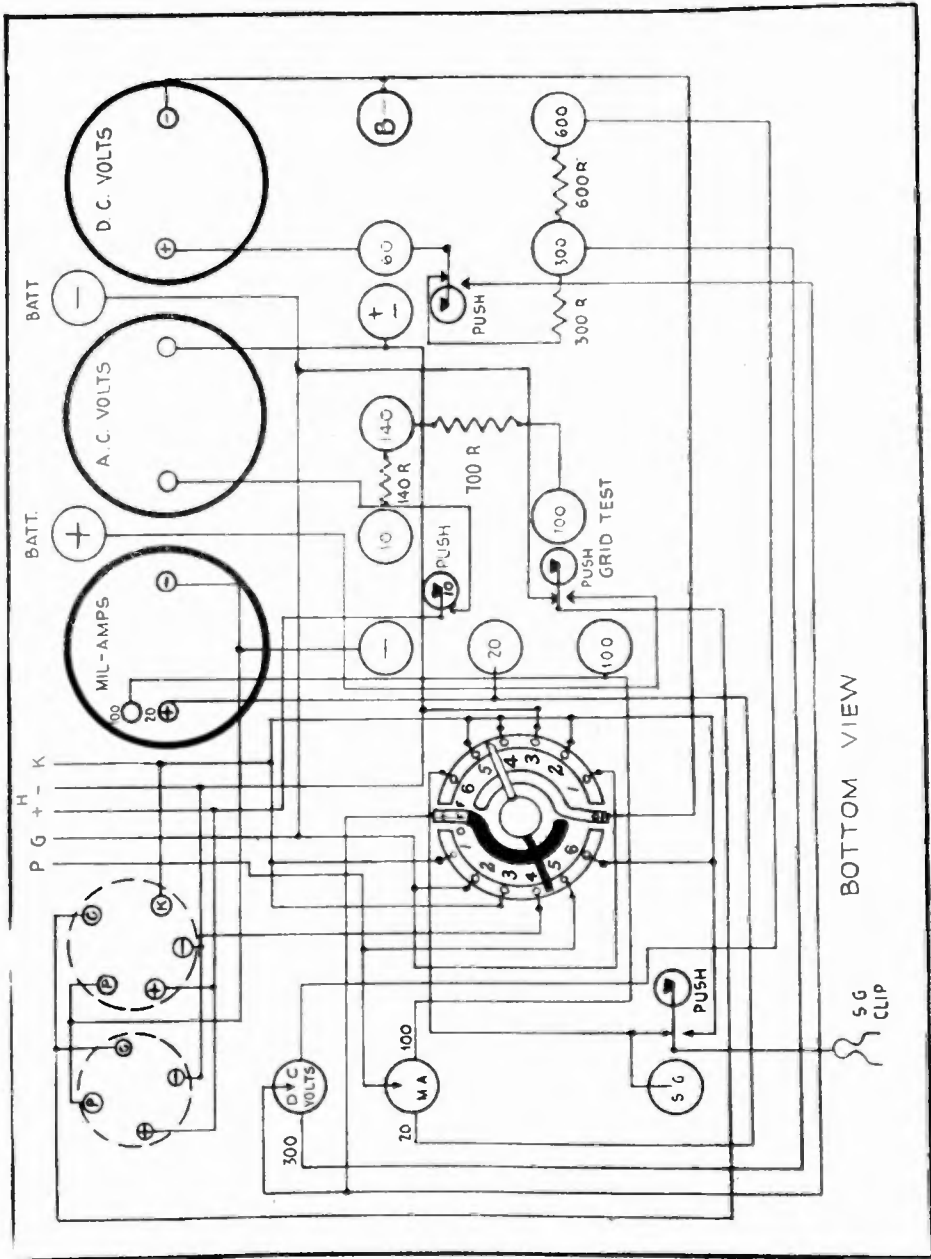 BATT
BATT.
D. C. VOLTS
-
+
-
A. C. VOLTS
+
MIL-AMPS
-
100
20
+
P G + - K
H
G
P
K
-
+
G
P
-
+
B-
60
PUSH
+
-
600
600 R
300
300 R
140
140 R
10
700 R
PUSH
10
-
20
100
PUSH
GRID TEST
1
2
3
4
5
6
1
2
3
4
5
6
D C
VOLTS
300
MA
100
20
S G
PUSH
S G
CLIP
BOTTOM VIEW